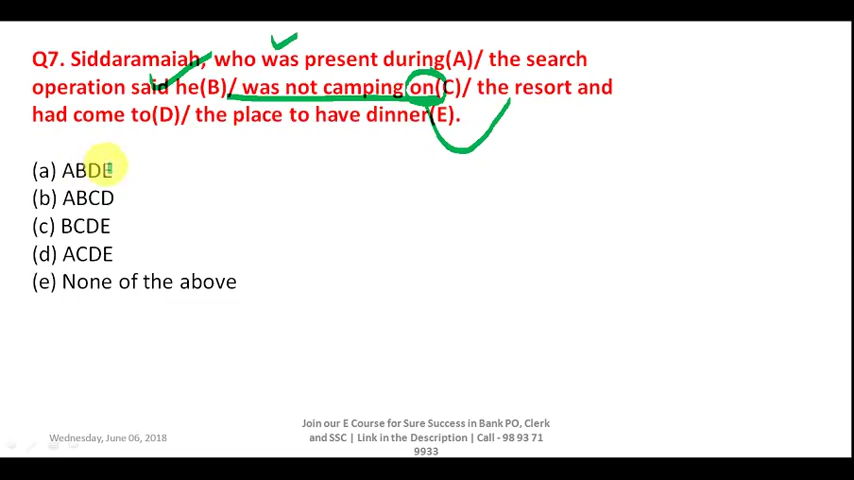 Q7. Siddaramaiah, who was present during(A)/ the search
operation said he(B)/ was not camping on(C)/ the resort and
had come to(D)/ the place to have dinner(E).
(a) ABDE
(b) ABCD
(c) BCDE
(d) ACDE
(e) None of the above
Wednesday, June 06, 2018
Join our E Course for Sure Success in Bank PO, Clerk
and SSC | Link in the Description | Call - 98 93 71
9933